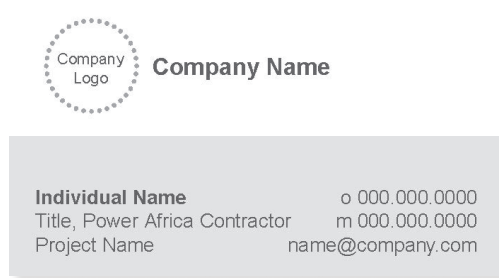 Company
Logo
Company Name
Individual Name
Title, Power Africa Contractor
Project Name
o 000.000.0000
m 000.000.0000
name@company.com